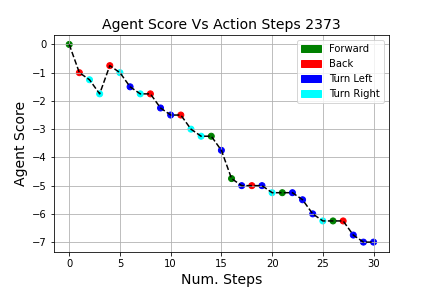 Agent Score Vs Action Steps 2373
Forward
Back
Turn Left
Turn Right
Agent Score
0
−1
−2
−3
−4
−5
−6
−7
0 5 10 15 20 25 30
Num. Steps